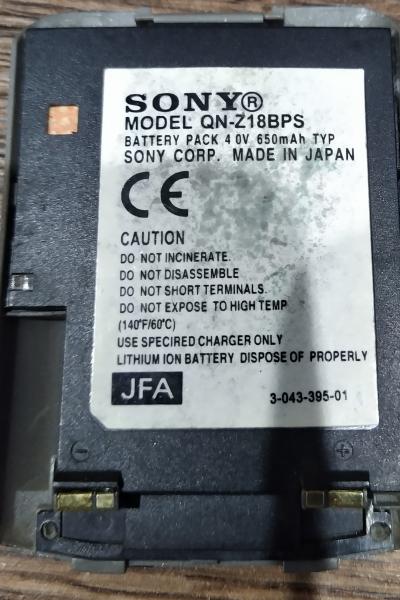 SONY®
MODEL QN-Z18BPS
BATTERY PACK 4.0V 650mAh TYP
SONY CORP. MADE IN JAPAN
CE
CAUTION
DO NOT INCINERATE.
DO NOT DISASSEMBLE
DO NOT SHORT TERMINALS.
DO NOT EXPOSE TO HIGH TEMP
(140°F/60°C)
USE SPECIRED CHARGER ONLY
LITHIUM ION BATTERY DISPOSE OF PROPERLY
JFA 3-043-395-01